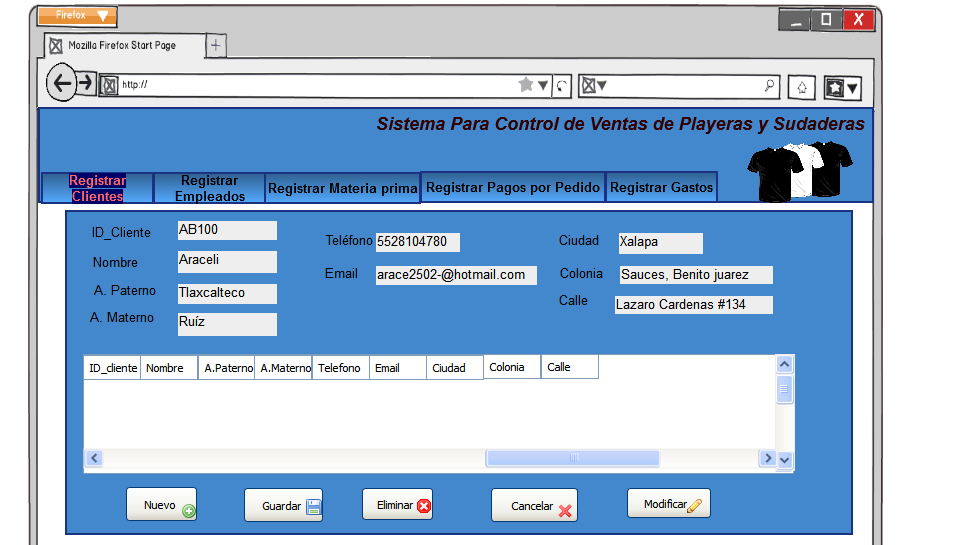 Firefox
Mozilla Firefox Start Page
http://
Sistema Para Control de Ventas de Playeras y Sudaderas
Registrar Clientes
Registrar Empleados
Registrar Materia prima
Registrar Pagos por Pedido
Registrar Gastos
ID_Cliente AB100
Nombre Araceli
A. Paterno Tlaxcalteco
A. Materno Ruíz
Teléfono 5528104780
Email arace2502-@hotmail.com
Ciudad Xalapa
Colonia Sauces, Benito juarez
Calle Lazaro Cardenas #134
ID_cliente Nombre A.Paterno A.Materno Telefono Email Ciudad Colonia Calle
Nuevo Guardar Eliminar Cancelar Modificar